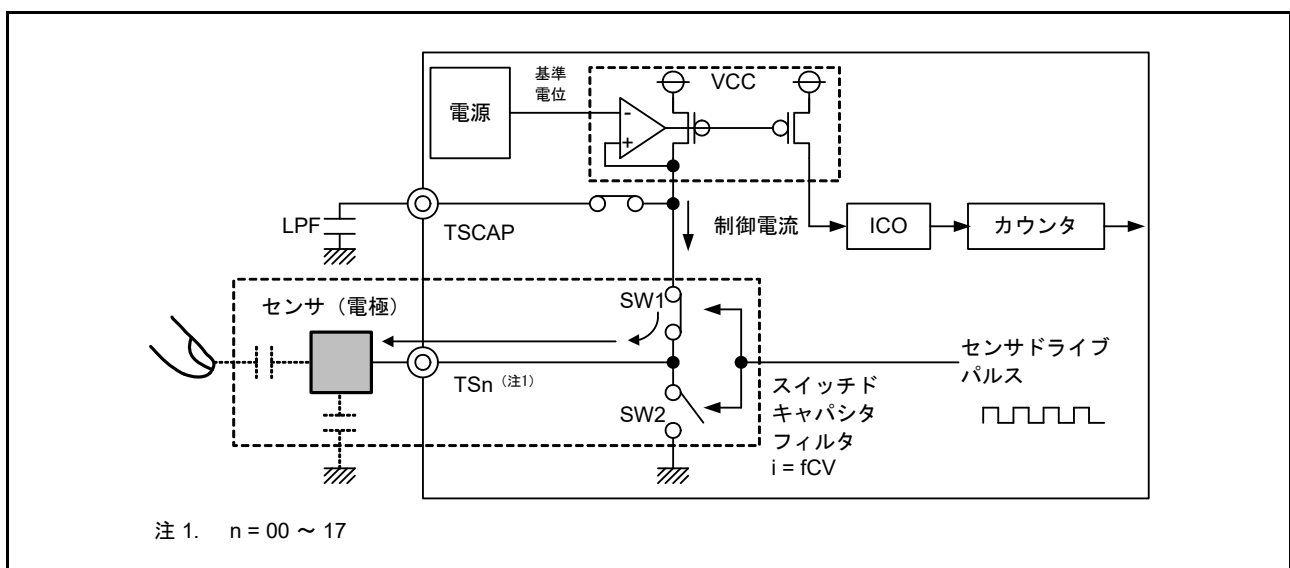 電源
基準
電位
VCC
-
+
LPF
TSCAP
制御電流
ICO
カウンタ
センサ（電極）
SW1
TSn（注1）
SW2
センサドライブ
パルス
スイッチド
キャパシタ
フィルタ
i = fCV
注 1. n = 00 ～ 17